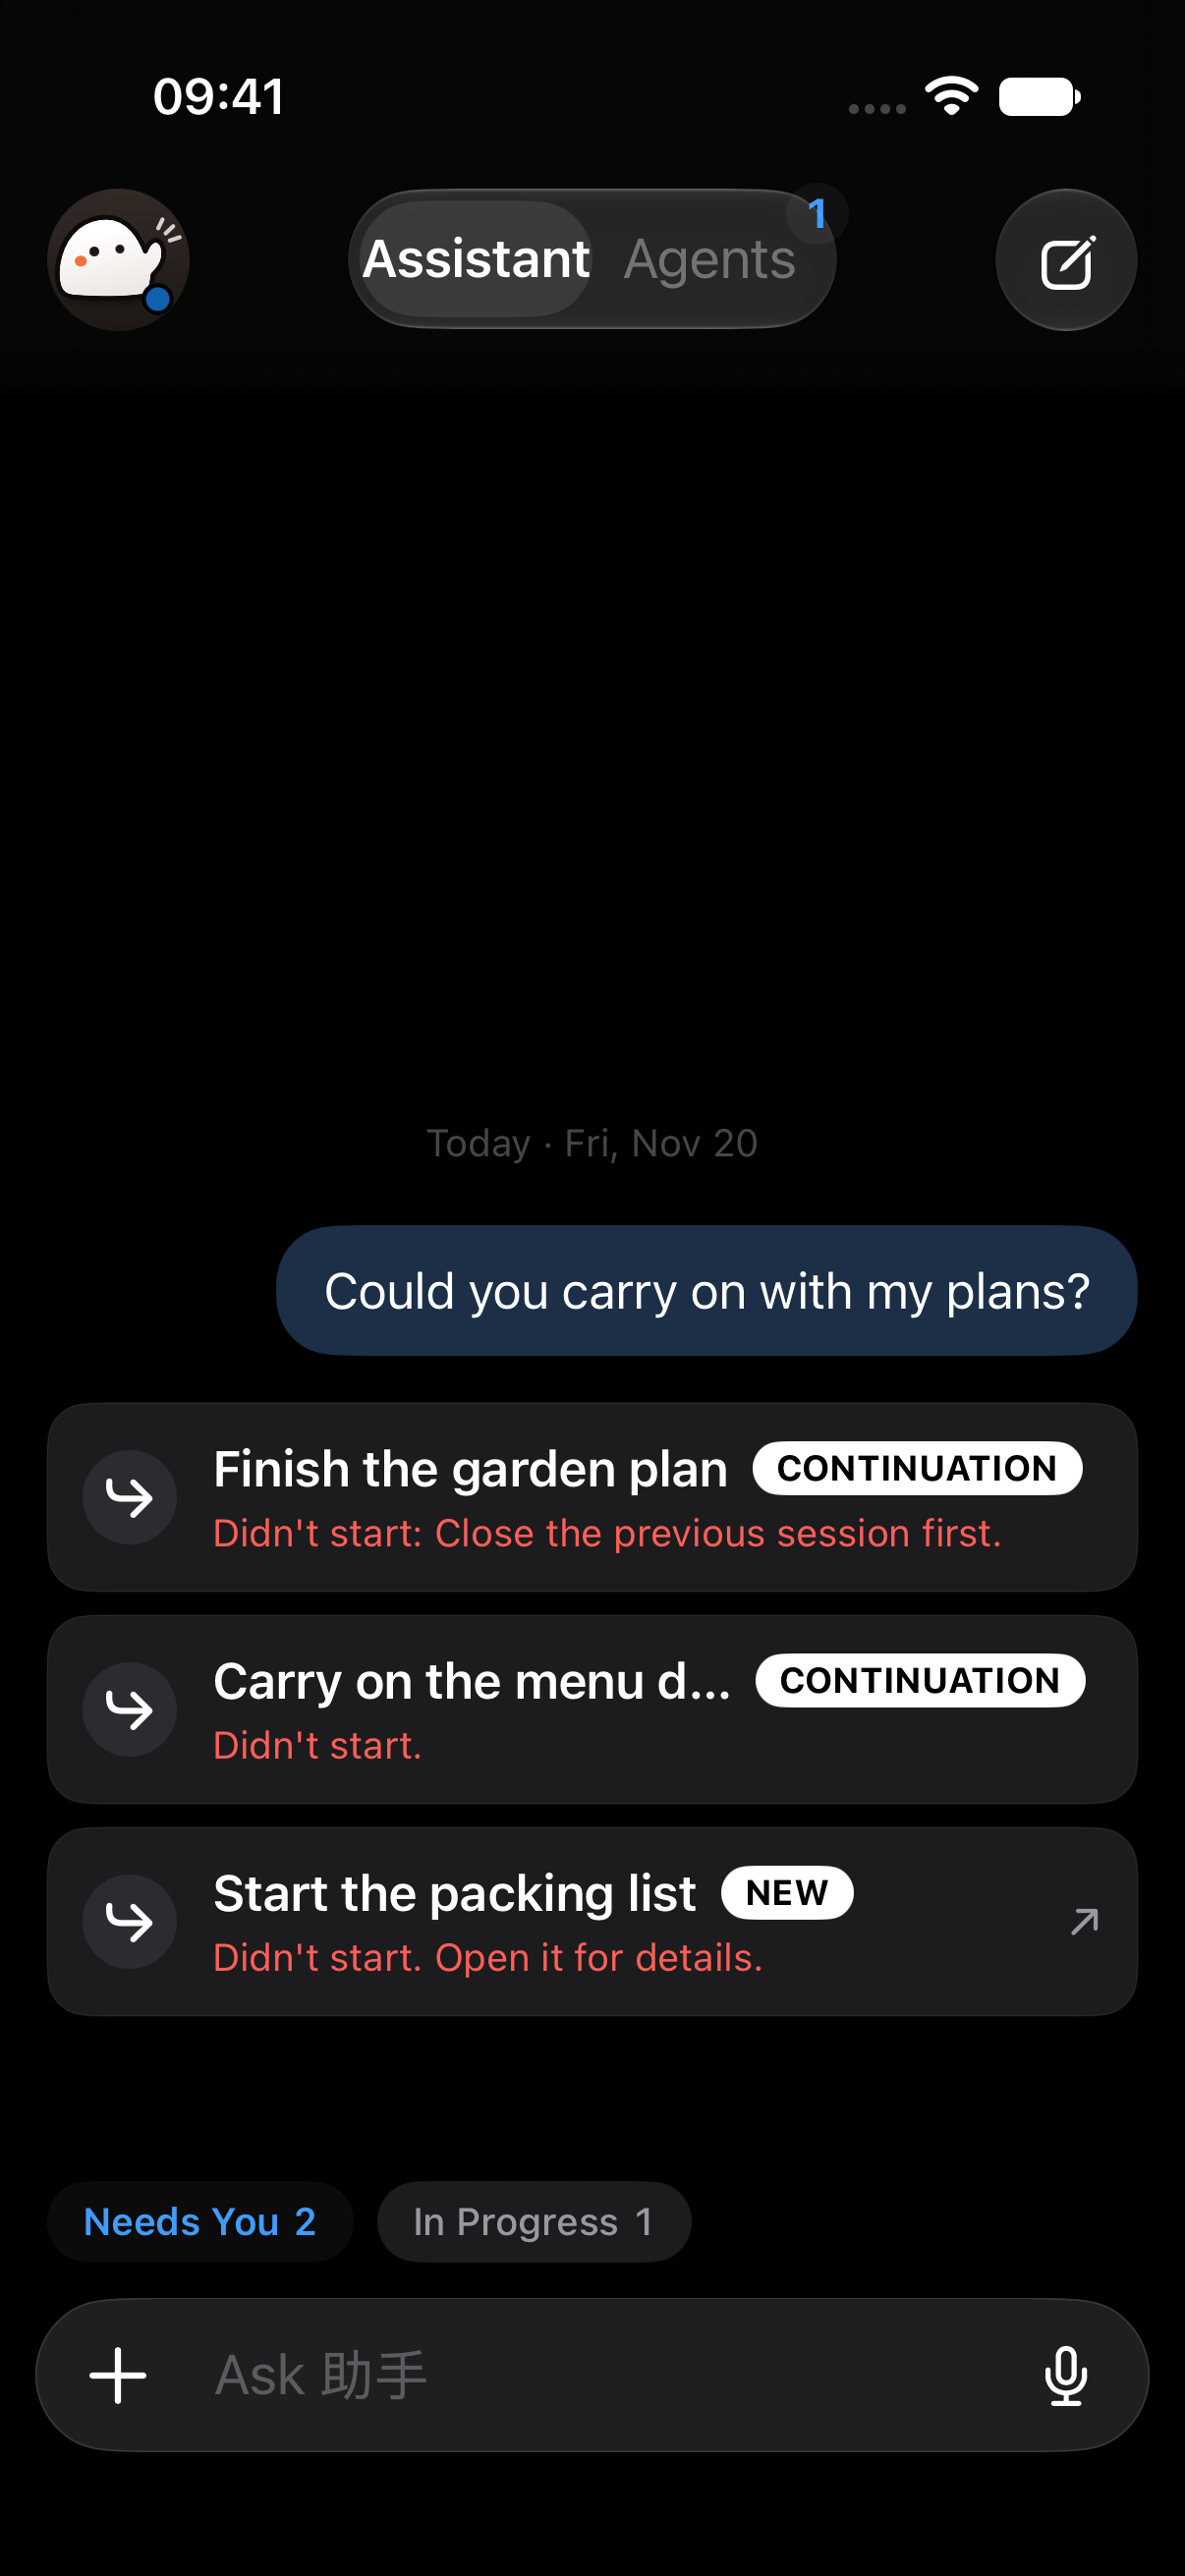 09:41
Assistant
Agents
1
Today · Fri, Nov 20
Could you carry on with my plans?
Finish the garden plan
CONTINUATION
Didn't start: Close the previous session first.
Carry on the menu d...
CONTINUATION
Didn't start.
Start the packing list
NEW
Didn't start. Open it for details.
Needs You 2
In Progress 1
Ask 助手